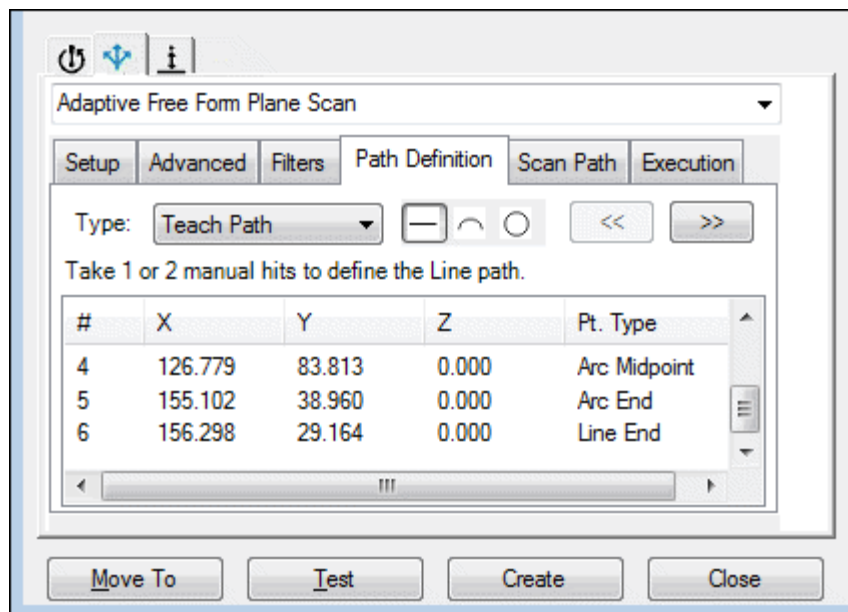 Adaptive Free Form Plane Scan
Setup Advanced Filters Path Definition Scan Path Execution
Type: Teach Path << >>
Take 1 or 2 manual hits to define the Line path.
# X Y Z Pt. Type
4 126.779 83.813 0.000 Arc Midpoint
5 155.102 38.960 0.000 Arc End
6 156.298 29.164 0.000 Line End
Move To Test Create Close